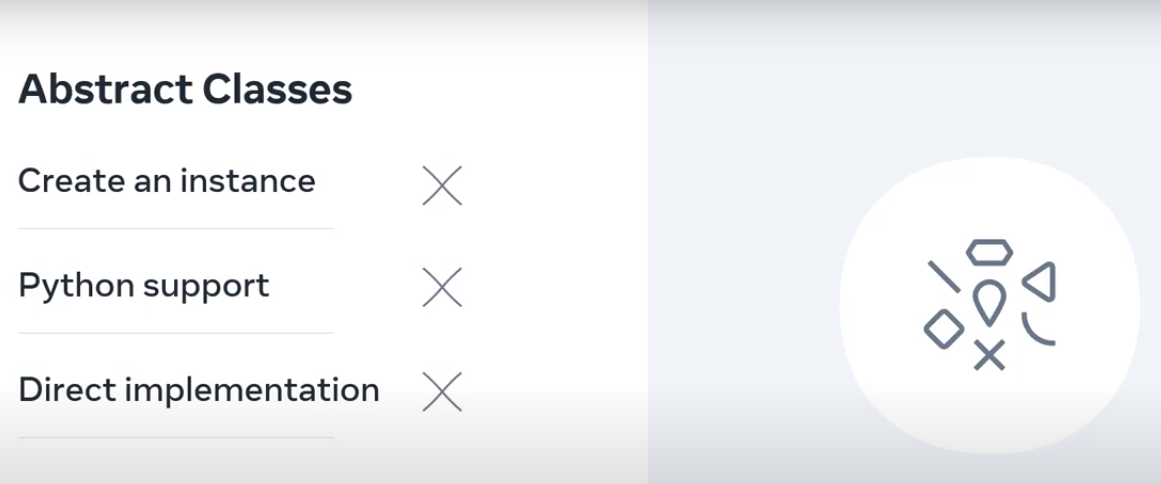 Abstract Classes
Create an instance
Python support
Direct implementation